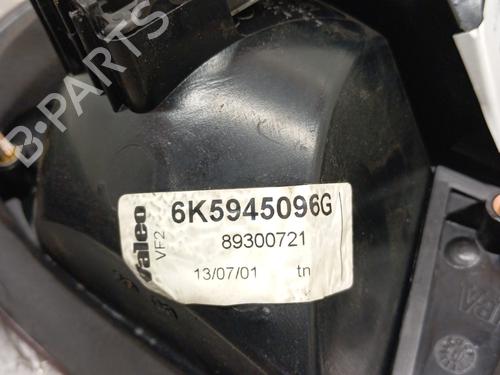 B-PARTS
Valeo
VF2
6K5945096G
89300721
13/07/01 tn